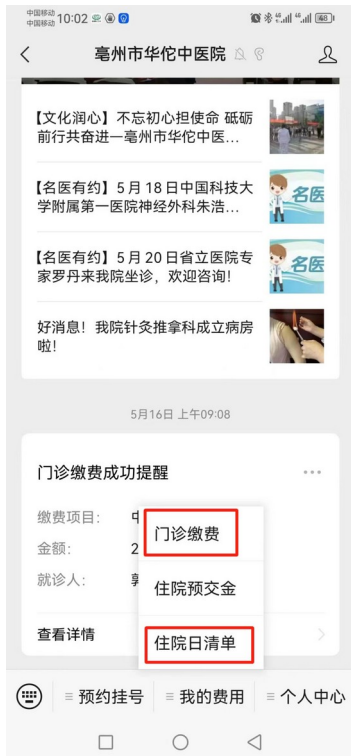 中国移动
中国移动 10:02
4G 4G 48
亳州市华佗中医院
【文化润心】不忘初心担使命 砥砺
前行共奋进—亳州市华佗中医...
【名医有约】5月18日中国科技大
学附属第一医院神经外科朱浩...
名医
【名医有约】5月20日省立医院专
家罗丹来我院坐诊，欢迎咨询！
名医
好消息！我院针灸推拿科成立病房
啦！
5月16日 上午09:08
门诊缴费成功提醒
缴费项目：
金额： 2
就诊人：
门诊缴费
住院预交金
住院日清单
查看详情
预约挂号 我的费用 个人中心